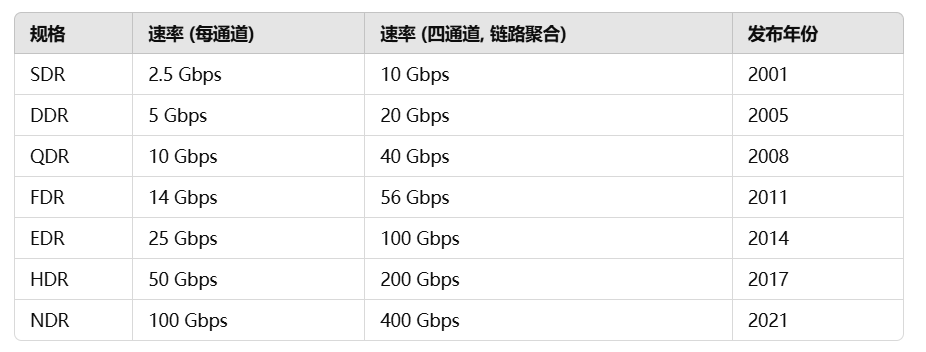 规格 速率 (每通道) 速率 (四通道, 链路聚合) 发布年份
SDR 2.5 Gbps 10 Gbps 2001
DDR 5 Gbps 20 Gbps 2005
QDR 10 Gbps 40 Gbps 2008
FDR 14 Gbps 56 Gbps 2011
EDR 25 Gbps 100 Gbps 2014
HDR 50 Gbps 200 Gbps 2017
NDR 100 Gbps 400 Gbps 2021